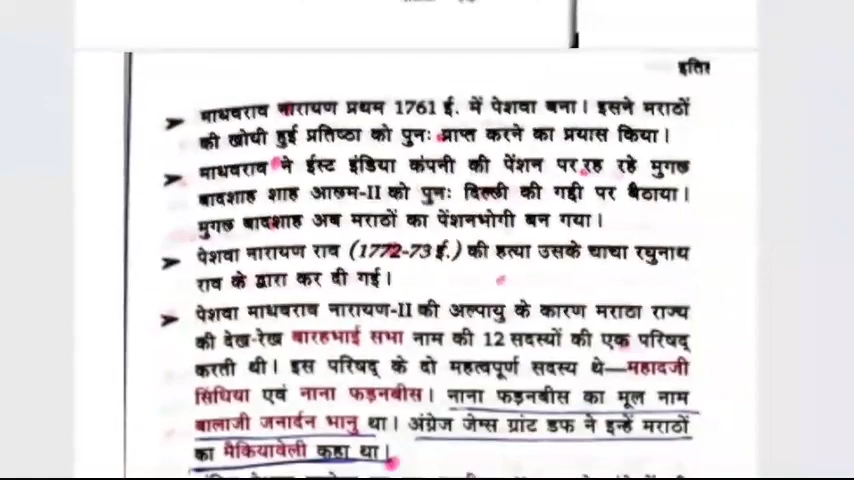 इति
➤ माधवराव नारायण प्रथम 1761 ई. में पेशवा बना। इसने मराठों
की खोयी हुई प्रतिष्ठा को पुनः प्राप्त करने का प्रयास किया।
➤ माधवराव ने ईस्ट इंडिया कंपनी की पेंशन पर रह रहे मुगल
बादशाह शाह आलम-II को पुनः दिल्ली की गद्दी पर बैठाया।
मुगल बादशाह अब मराठों का पेंशनभोगी बन गया।
➤ पेशवा नारायण राव (1772-73 ई.) की हत्या उसके चाचा रघुनाथ
राव के द्वारा कर दी गई।
➤ पेशवा माधवराव नारायण-II की अल्पायु के कारण मराठा राज्य
की देख-रेख बारहभाई सभा नाम की 12 सदस्यों की एक परिषद्
करती थी। इस परिषद् के दो महत्वपूर्ण सदस्य थे—महादजी
सिंधिया एवं नाना फड़नबीस। नाना फड़नबीस का मूल नाम
बालाजी जनार्दन भानु था। अंग्रेज जेम्स ग्रांट डफ ने इन्हें मराठों
का मैकियावेली कहा था।